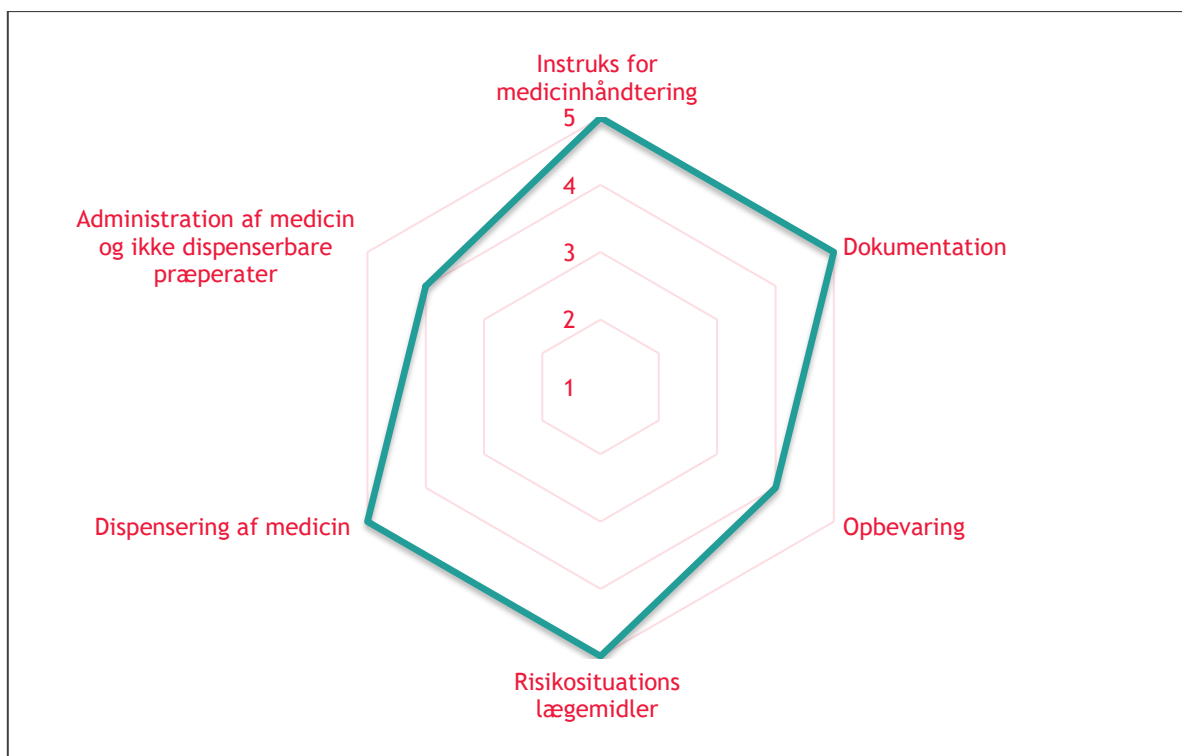 Instruks for
medicinhåndtering
5
4
3
2
1
Administration af medicin
og ikke dispenserbare
præperater
Dokumentation
Dispensering af medicin
Opbevaring
Risikosituations
lægemidler